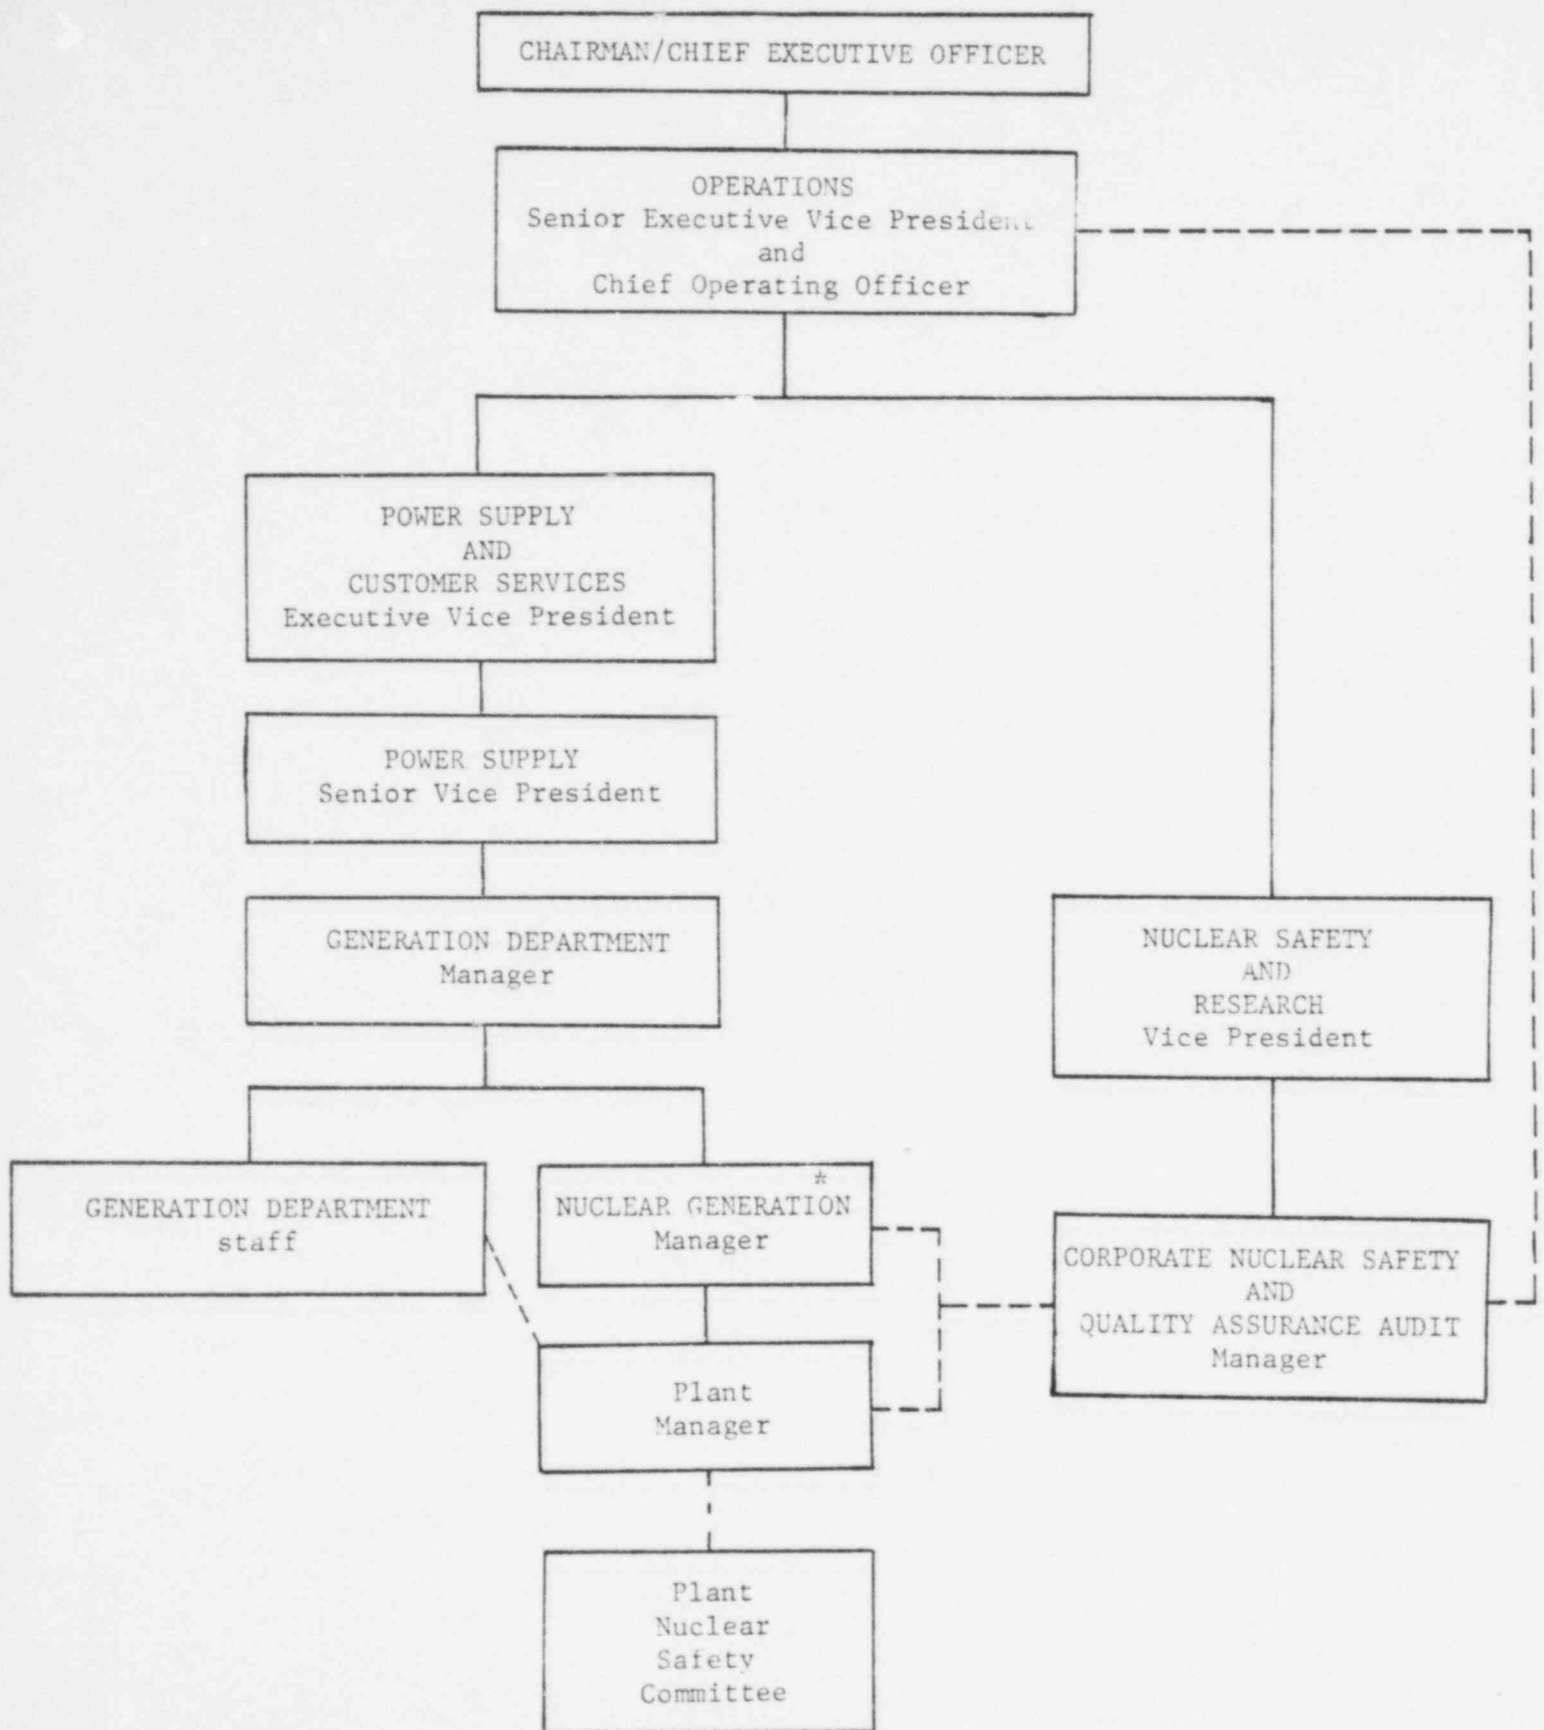 CHAIRMAN/CHIEF EXECUTIVE OFFICER
OPERATIONS
Senior Executive Vice President
and
Chief Operating Officer
POWER SUPPLY
AND
CUSTOMER SERVICES
Executive Vice President
POWER SUPPLY
Senior Vice President
GENERATION DEPARTMENT
Manager
NUCLEAR SAFETY
AND
RESEARCH
Vice President
GENERATION DEPARTMENT
staff
*
NUCLEAR GENERATION
Manager
CORPORATE NUCLEAR SAFETY
AND
QUALITY ASSURANCE AUDIT
Manager
Plant
Manager
Plant
Nuclear
Safety
Committee